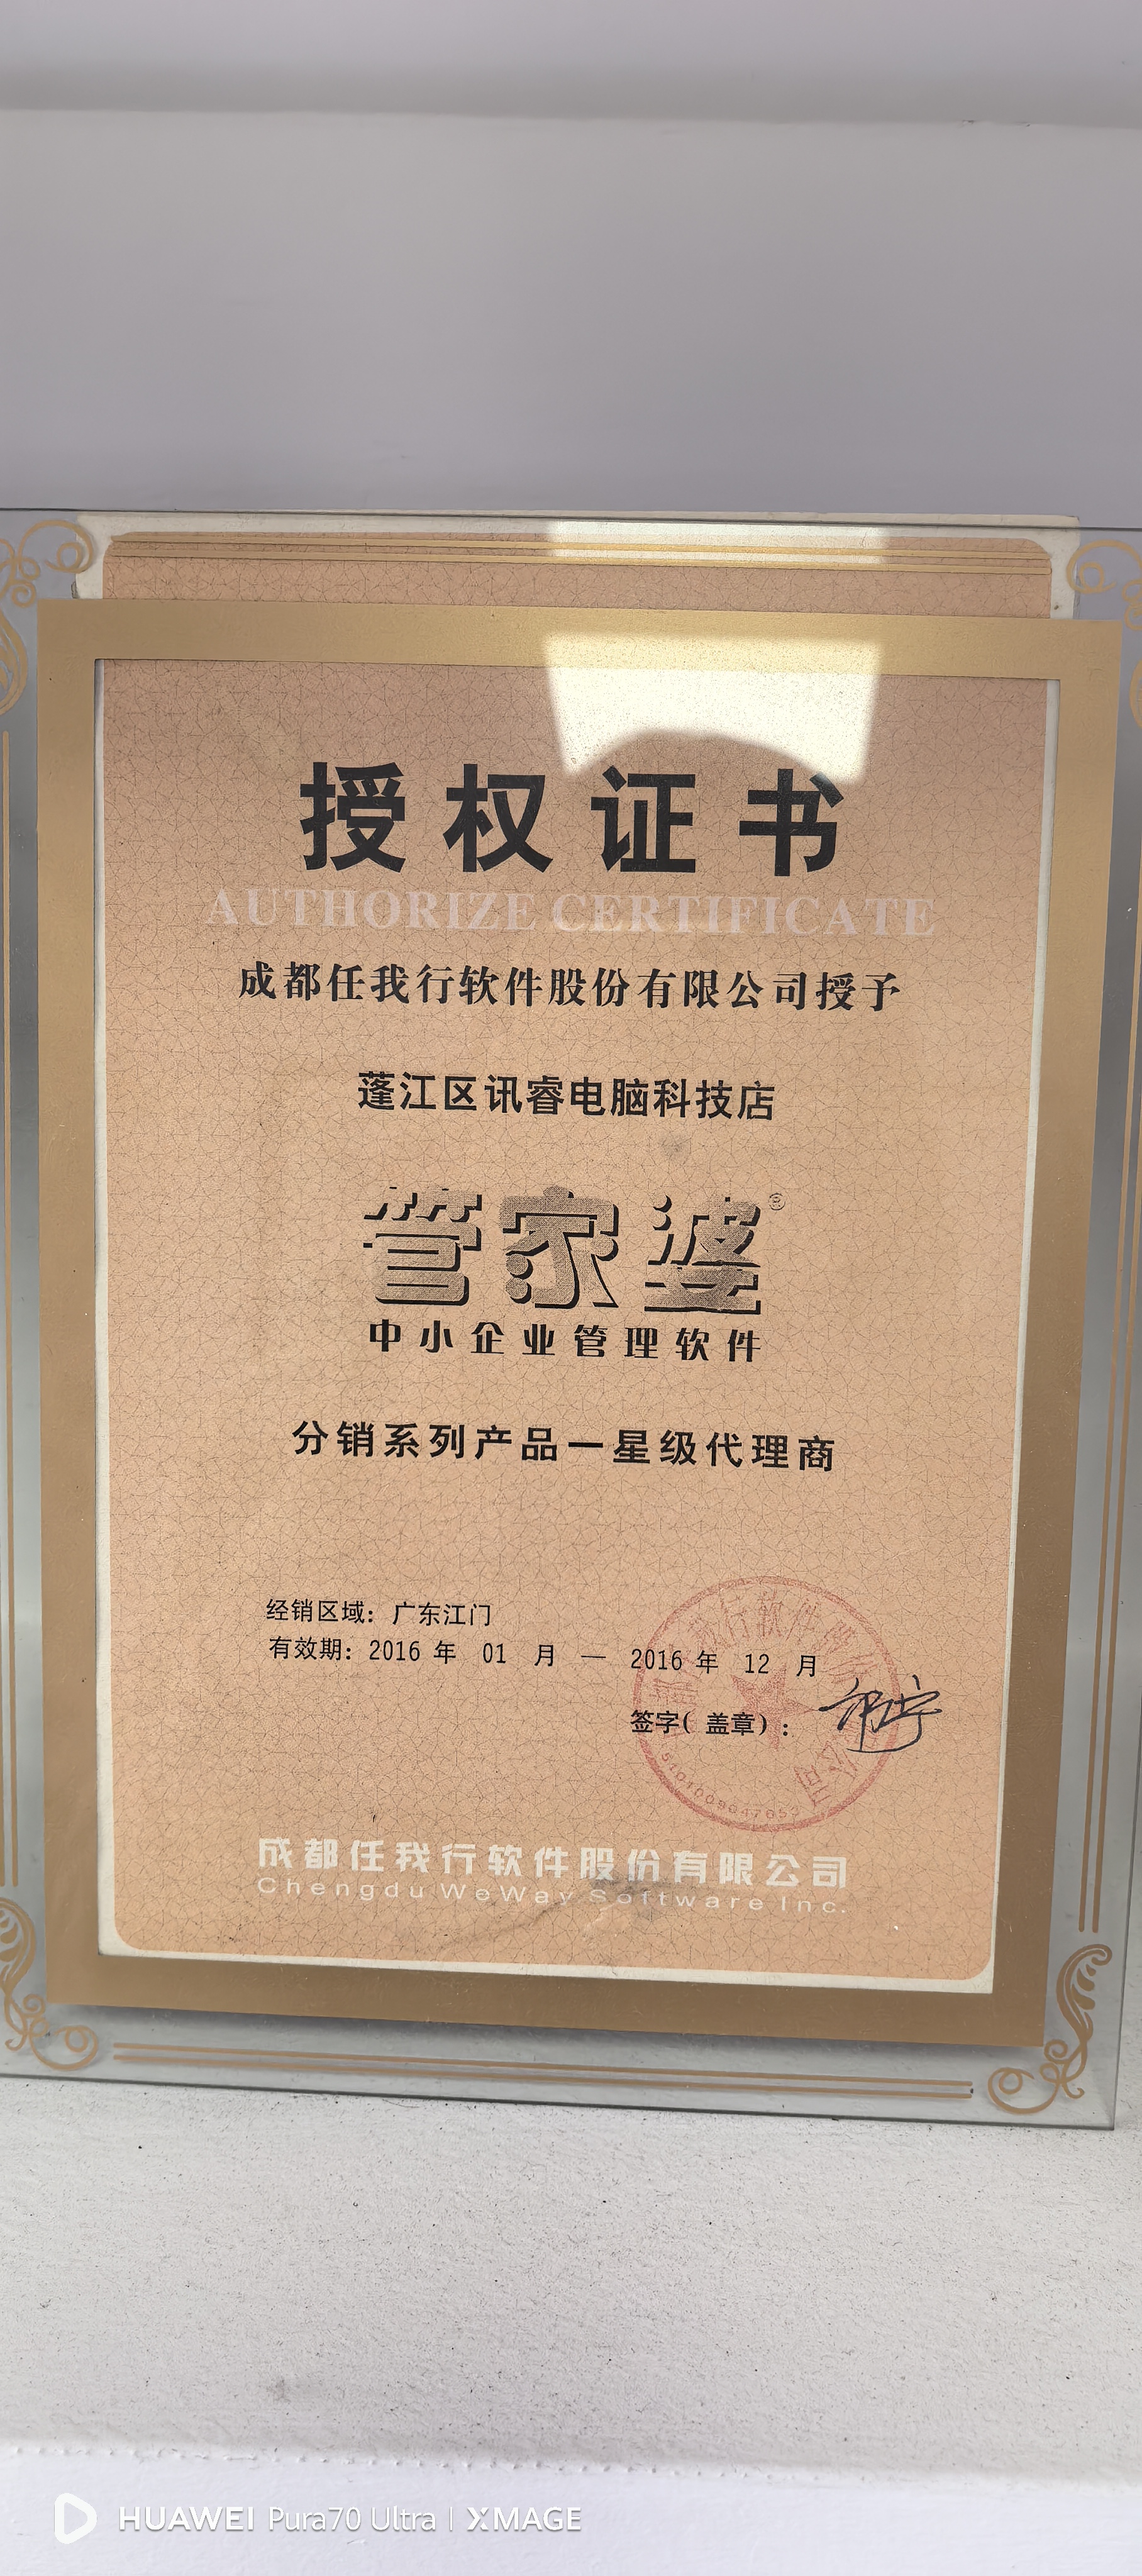 授权证书
AUTHORIZE CERTIFICATE
成都任我行软件股份有限公司授予
蓬江区讯睿电脑科技店
管家婆®
中小企业管理软件
分销系列产品一星级代理商
经销区域：广东江门
有效期：2016 年 01 月 — 2016 年 12 月
签字（盖章）：
成都任我行软件股份有限公司
Chengdu WeWay Software Inc.
HUAWEI Pura70 Ultra | XMAGE